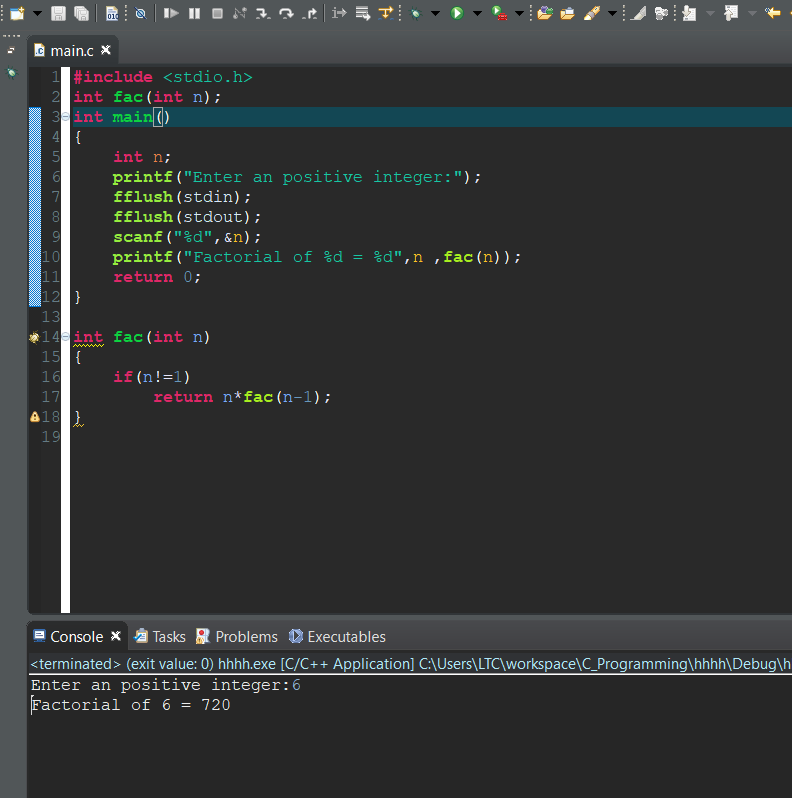 main.c
1 #include <stdio.h>
2 int fac(int n);
3 int main()
4 {
5     int n;
6     printf("Enter an positive integer:");
7     fflush(stdin);
8     fflush(stdout);
9     scanf("%d",&n);
10     printf("Factorial of %d = %d",n ,fac(n));
11     return 0;
12 }
13
14 int fac(int n)
15 {
16     if(n!=1)
17         return n*fac(n-1);
18 }
19
Console Tasks Problems Executables
<terminated> (exit value: 0) hhhh.exe [C/C++ Application] C:\Users\LTC\workspace\C_Programming\hhhh\Debug\h
Enter an positive integer:6
Factorial of 6 = 720